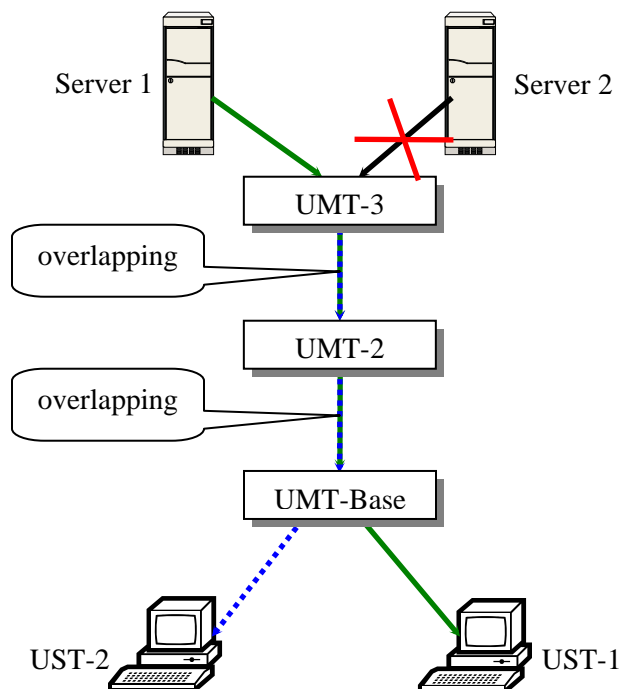 Server 1
Server 2
UMT-3
overlapping
UMT-2
overlapping
UMT-Base
UST-2
UST-1